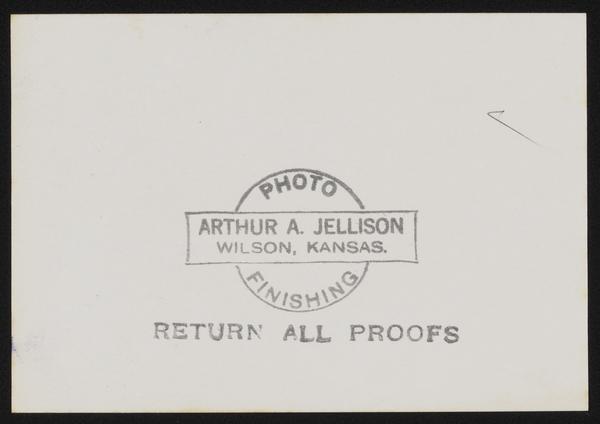 PHOTO
ARTHUR A. JELLISON
WILSON, KANSAS.
FINISHING
RETURN ALL PROOFS